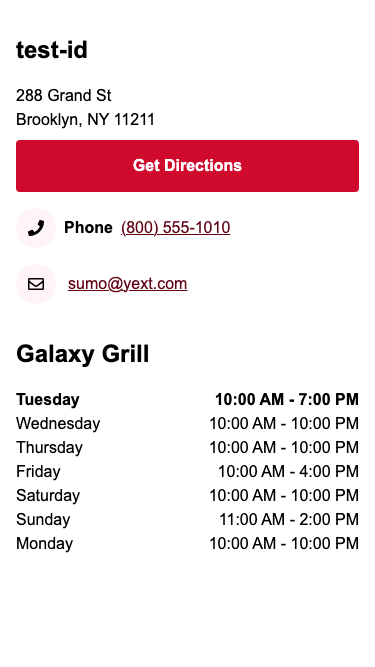 test-id
288 Grand St
Brooklyn, NY 11211
Get Directions
Phone (800) 555-1010
sumo@yext.com
Galaxy Grill
Tuesday 10:00 AM - 7:00 PM
Wednesday 10:00 AM - 10:00 PM
Thursday 10:00 AM - 10:00 PM
Friday 10:00 AM - 4:00 PM
Saturday 10:00 AM - 10:00 PM
Sunday 11:00 AM - 2:00 PM
Monday 10:00 AM - 10:00 PM